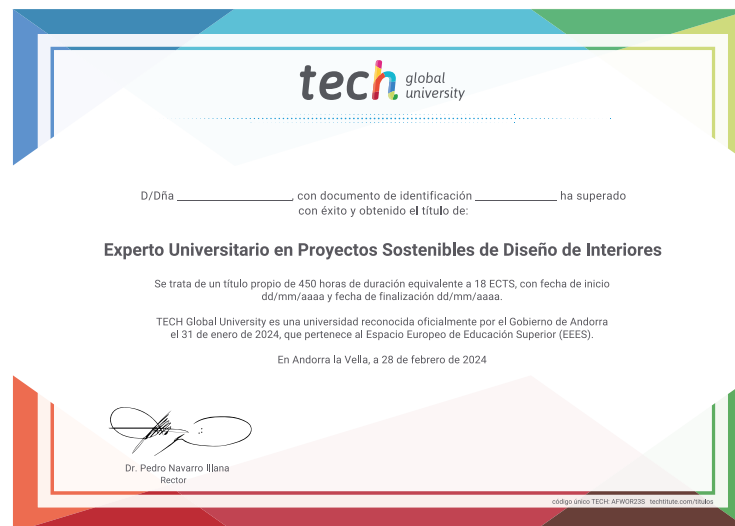 tech global university
D/Dña ______________, con documento de identificación __________ ha superado
con éxito y obtenido el título de:
Experto Universitario en Proyectos Sostenibles de Diseño de Interiores
Se trata de un título propio de 450 horas de duración equivalente a 18 ECTS, con fecha de inicio
dd/mm/aaaa y fecha de finalización dd/mm/aaaa.
TECH Global University es una universidad reconocida oficialmente por el Gobierno de Andorra
el 31 de enero de 2024, que pertenece al Espacio Europeo de Educación Superior (EEES).
En Andorra la Vella, a 28 de febrero de 2024
Dr. Pedro Navarro Illana
Rector
código único TECH: AFWOR23S techtitute.com/titulos